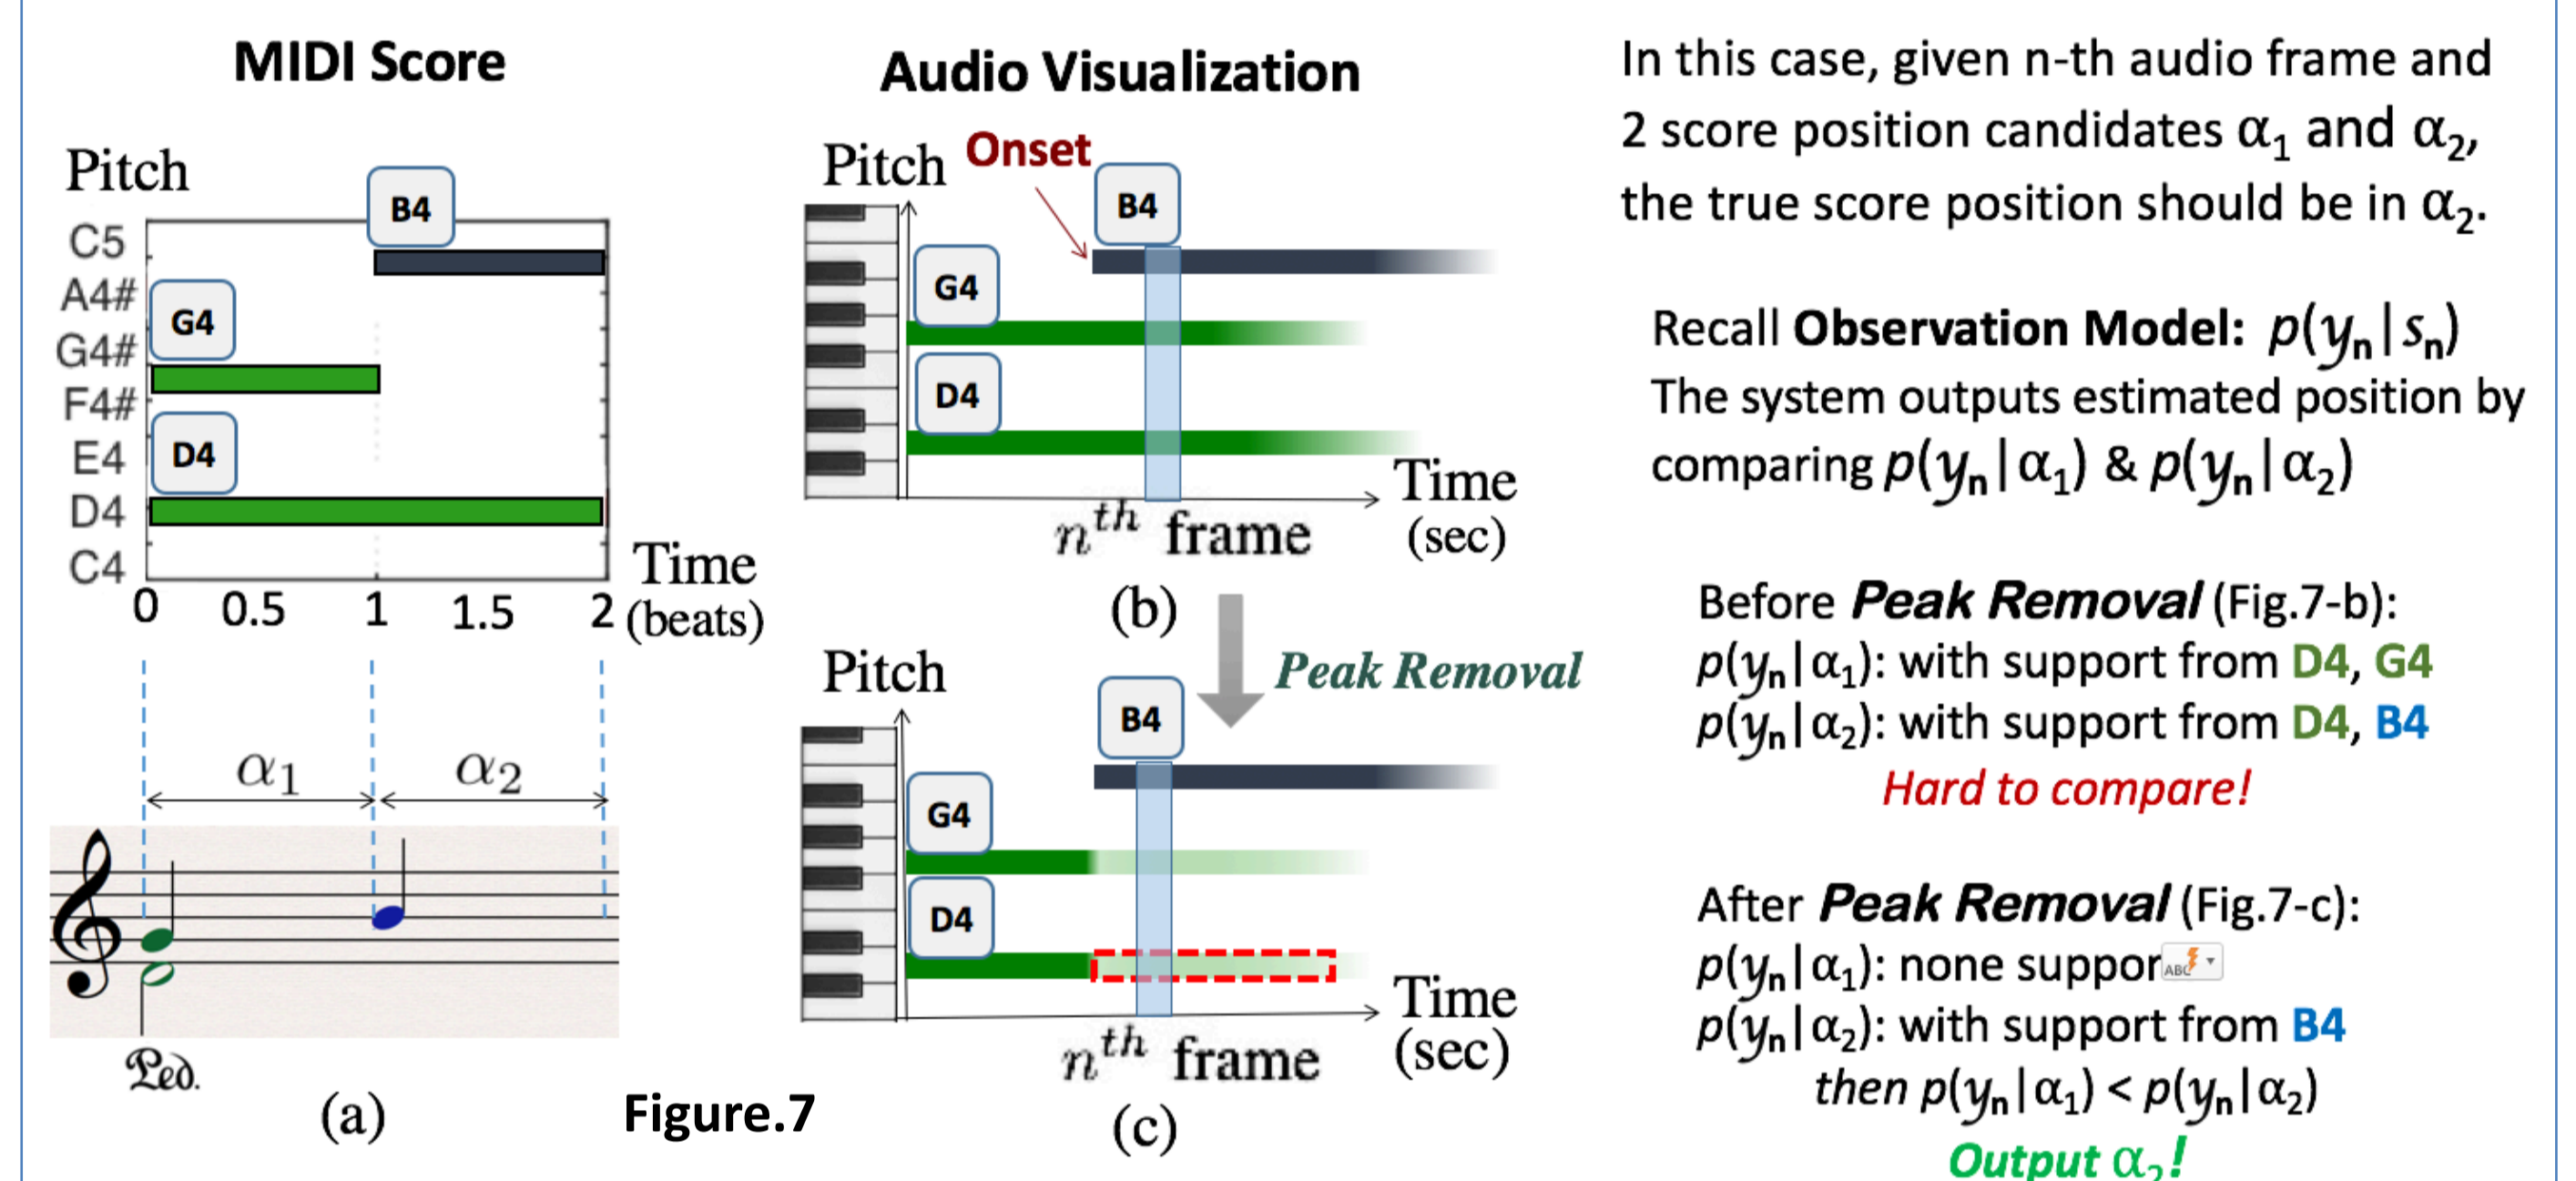 MIDI Score
Pitch
B4
C5
A4#
G4
G4#
F4#
D4
E4
D4
C4
Time
(beats)
0 0.5 1 1.5 2
α1 α2
Ped.
(a)
Figure.7
Audio Visualization
Pitch
Onset
B4
G4
D4
Time
(sec)
nth frame
(b)
Peak Removal
Pitch
B4
G4
D4
Time
(sec)
nth frame
(c)
In this case, given n-th audio frame and
2 score position candidates α1 and α2,
the true score position should be in α2.
Recall Observation Model: p(yn|sn)
The system outputs estimated position by
comparing p(yn|α1) & p(yn|α2)
Before Peak Removal (Fig.7-b):
p(yn|α1): with support from D4, G4
p(yn|α2): with support from D4, B4
Hard to compare!
After Peak Removal (Fig.7-c):
p(yn|α1): none suppor
ABC
p(yn|α2): with support from B4
then p(yn|α1) < p(yn|α2)
Output α2!